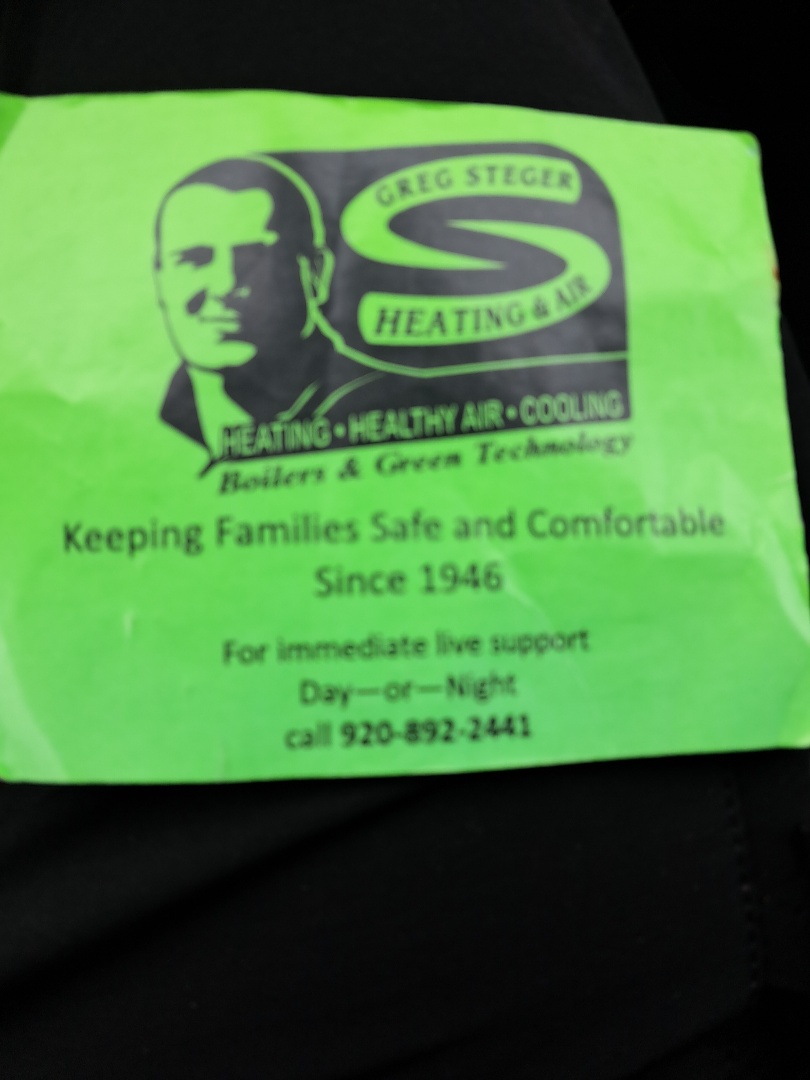 GREG STEGER
HEATING & AIR
HEATING • HEALTHY AIR • COOLING
Boilers & Green Technology
Keeping Families Safe and Comfortable
Since 1946
For immediate live support
Day—or—Night
call 920-892-2441